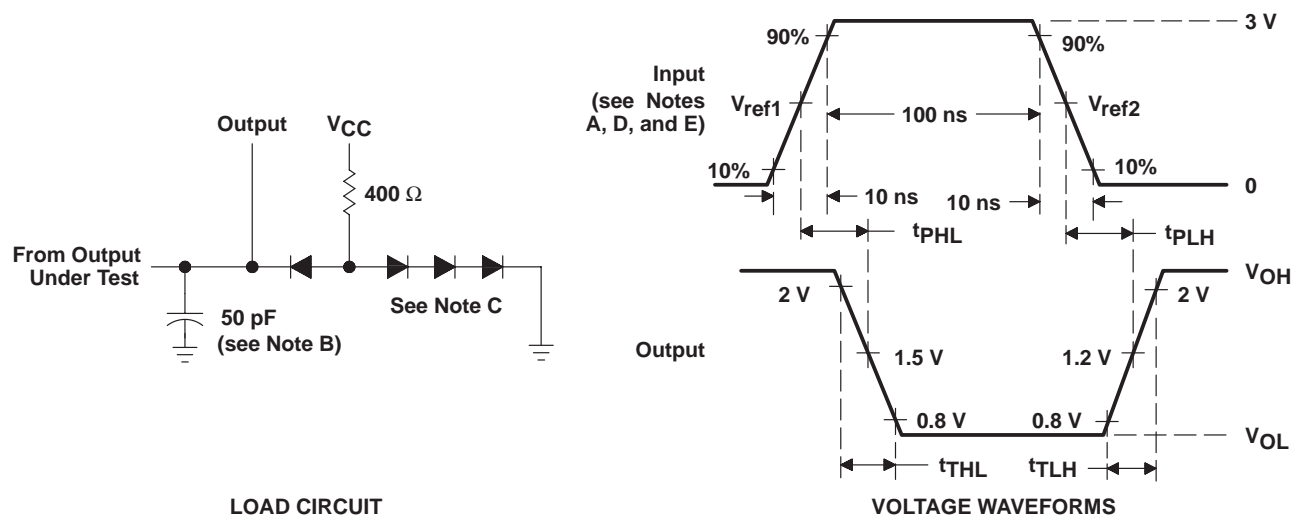 Output
VCC
400 Ω
From Output
Under Test
50 pF
(see Note B)
See Note C
LOAD CIRCUIT
3 V
90%
90%
Input
(see Notes
A, D, and E)
Vref1
100 ns
Vref2
10%
10%
0
10 ns
10 ns
tPHL
tPLH
VOH
2 V
2 V
Output
1.5 V
1.2 V
0.8 V
0.8 V
VOL
tTHL
tTLH
VOLTAGE WAVEFORMS